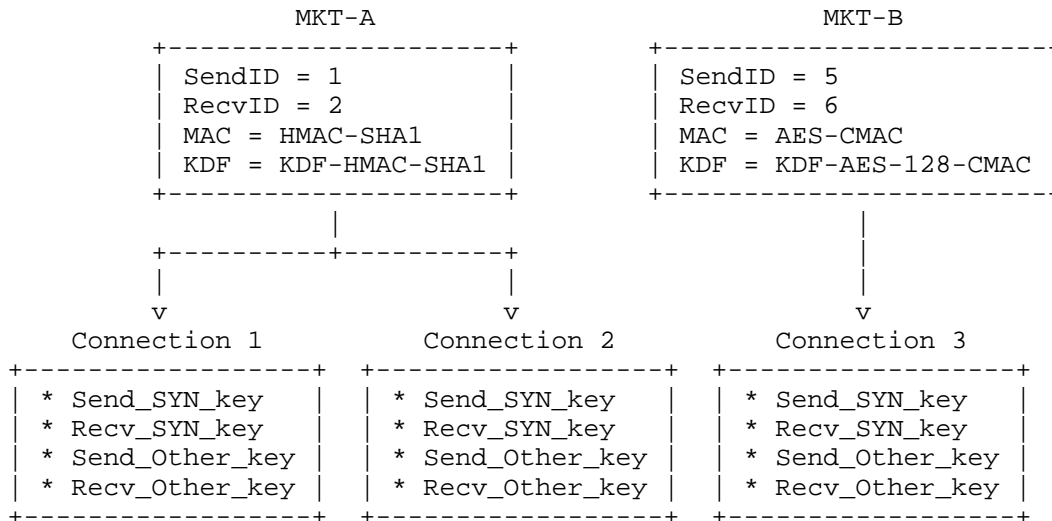 MKT-A MKT-B
+---------------------+ +------------------------
| SendID = 1 | | SendID = 5
| RecvID = 2 | | RecvID = 6
| MAC = HMAC-SHA1 | | MAC = AES-CMAC
| KDF = KDF-HMAC-SHA1 | | KDF = KDF-AES-128-CMAC
+---------------------+ +------------------------
| |
+----------+----------+ |
| | |
v v v
Connection 1 Connection 2 Connection 3
+------------------+ +------------------+ +------------------+
| * Send_SYN_key | | * Send_SYN_key | | * Send_SYN_key |
| * Recv_SYN_key | | * Recv_SYN_key | | * Recv_SYN_key |
| * Send_Other_key | | * Send_Other_key | | * Send_Other_key |
| * Recv_Other_key | | * Recv_Other_key | | * Recv_Other_key |
+------------------+ +------------------+ +------------------+